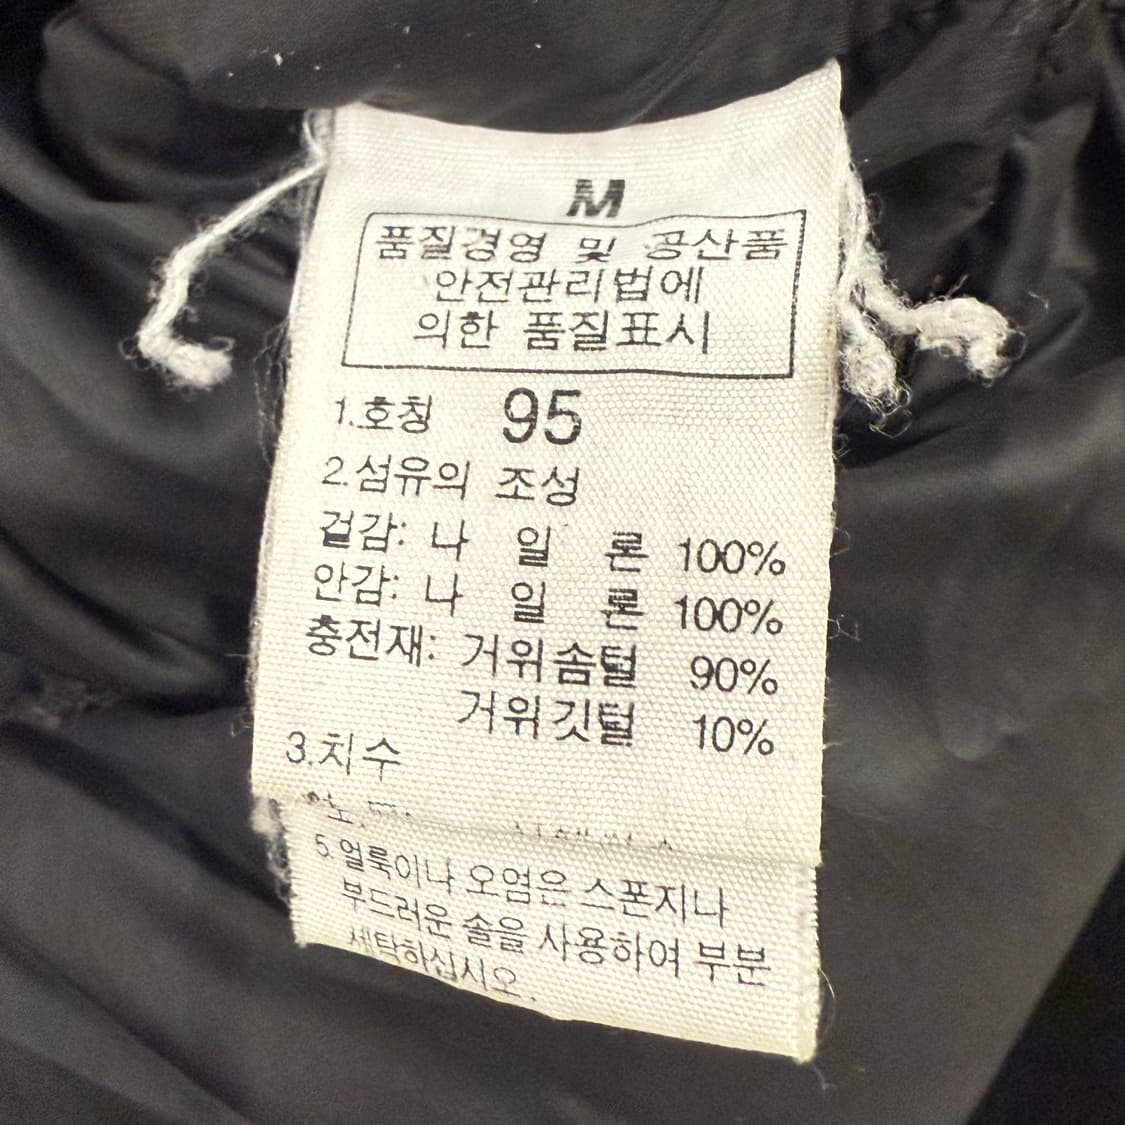 M
품질경영 및 공산품
안전관리법에
의한 품질표시
1.호칭 95
2.섬유의 조성
겉감: 나 일 론 100%
안감: 나 일 론 100%
충전재: 거위솜털 90%
거위깃털 10%
3.치수
5.얼룩이나 오염은 스폰지나
부드러운 솔을 사용하여 부분
세탁하십시오.